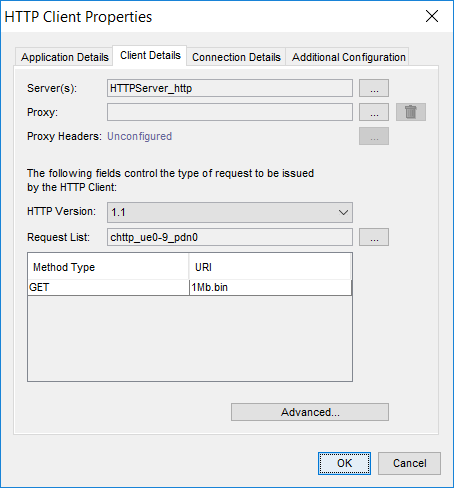 HTTP Client Properties
Application Details Client Details Connection Details Additional Configuration
Server(s): HTTPServer_http ...
Proxy: ...
Proxy Headers: Unconfigured ...
The following fields control the type of request to be issued
by the HTTP Client:
HTTP Version: 1.1
Request List: chttp_ue0-9_pdn0 ...
Method Type URI
GET 1Mb.bin
Advanced...
OK Cancel